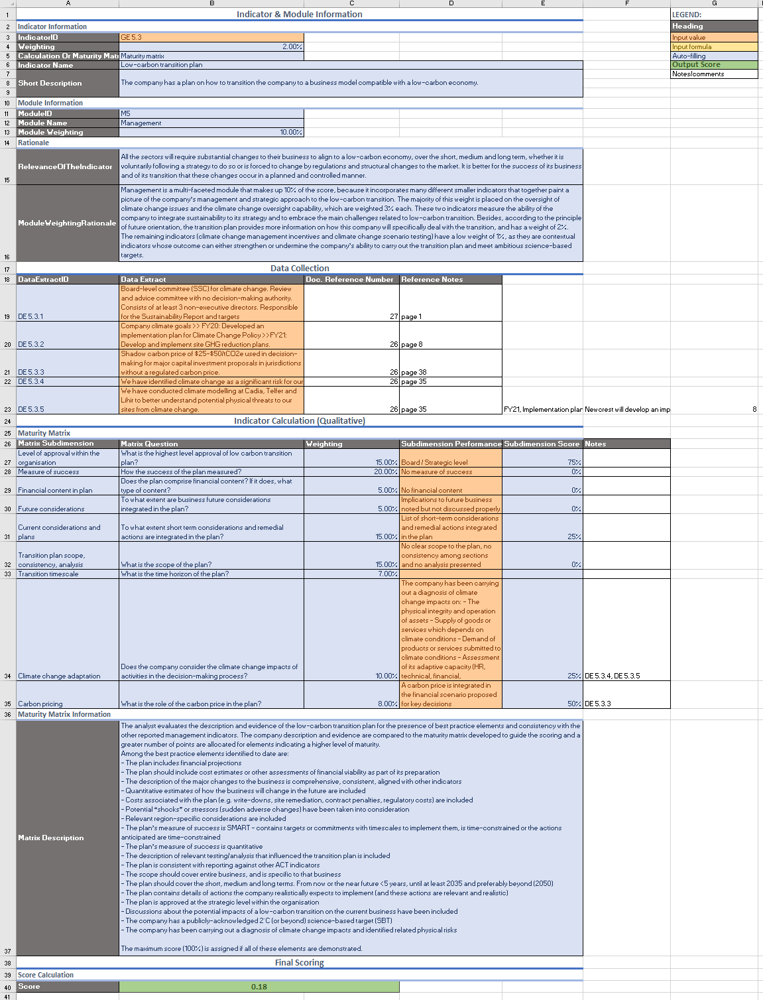 A B C D E F G
1 Indicator & Module Information LEGEND:
2 Indicator Information Heading
3 IndicatorID GE 5.3 Input value
4 Weighting 2.00% Input formula
5 Calculation Or Maturity Mat Maturity matrix Auto-filling
6 Indicator Name Low-carbon transition plan Output Score
7 Notes/comments
8 Short Description The company has a plan on how to transition the company to a business model compatible with a low-carbon economy.
9
10 Module Information
11 ModuleID M5
12 Module Name Management
13 Module Weighting 10.00%
14 Rationale
All the sectors will require substantial changes to their business to align to a low-carbon economy, over the short, medium and long term, whether it is
RelevanceOfTheIndicator voluntarily following a strategy to do so or is forced to change by regulations and structural changes to the market. It is better for the success of its business
15 and of its transition that these changes occur in a planned and controlled manner.
Management is a multi-faceted module that makes up 10% of the score, because it incorporates many different smaller indicators that together paint a
picture of the company's management and strategic approach to the low-carbon transition. The majority of this weight is placed on the oversight of
climate change issues and the climate change oversight capability, which are weighted 3% each. These two indicators measure the ability of the
company to integrate sustainability to its strategy and to embrace the main challenges related to low-carbon transition. Besides, according to the principle
ModuleWeightingRationale of future orientation, the transition plan provides more information on how this company will specifically deal with the transition, and has a weight of 2%.
The remaining indicators (climate change management incentives and climate change scenario testing) have a low weight of 1%, as they are contextual
indicators whose outcome can either strengthen or undermine the company's ability to carry out the transition plan and meet ambitious science-based
16 targets.
17 Data Collection
18 DataExtractID Data Extract Doc. Reference Number Reference Notes
Board-level committee (SSC) for climate change. Review
and advice committee with no decision-making authority.
Consists of at least 3 non-executive directors. Responsible
19 DE 5.3.1 for the Sustainability Report and targets 27 page 1
Company climate goals >> FY20: Developed an
implementation plan for Climate Change Policy >>FY21:
20 DE 5.3.2 Develop and implement site GHG reduction plans. 26 page 8
Shadow carbon price of $25-$50/tCO2e used in decision-
making for major capital investment proposals in jurisdictions
21 DE 5.3.3 without a regulated carbon price. 26 page 38
22 DE 5.3.4 We have identified climate change as a significant risk for our 26 page 35
We have conducted climate modelling at Cadia, Telfer and
Lihir to better understand potential physical threats to our
23 DE 5.3.5 sites from climate change. 26 page 35 FY21, Implementation plan Newcrest will develop an imp 8
24 Indicator Calculation (Qualitative)
25 Maturity Matrix
26 Matrix Subdimension Matrix Question Weighting Subdimension Performance Subdimension Score Notes
Level of approval within the What is the highest level approval of low carbon transition
27 organisation plan? 15.00% Board / Strategic level 75%
28 Measure of success How the success of the plan measured? 20.00% No measure of success 0%
Does the plan comprise financial content? If it does, what
29 Financial content in plan type of content? 5.00% No financial content 0%
To what extent are business future considerations Implications to future business
30 Future considerations integrated in the plan? 5.00% noted but not discussed properly 0%
List of short-term considerations
Current considerations and To what extent short term considerations and remedial and remedial actions integrated
31 plans actions are integrated in the plan? 15.00% in the plan 25%
No clear scope to the plan, no
Transition plan scope, consistency among sections
32 consistency, analysis What is the scope of the plan? 15.00% and no analysis presented 0%
33 Transition timescale What is the time horizon of the plan? 7.00%
The company has been carrying
out a diagnosis of climate
change impacts on: - The
physical integrity and operation
of assets - Supply of goods or
services which depends on
climate conditions - Demand of
products or services submitted to
climate conditions - Assessment
Does the company consider the climate change impacts of of its adaptive capacity (HR,
34 Climate change adaptation activities in the decision-making process? 10.00% technical, financial, 25% DE 5.3.4, DE 5.3.5
A carbon price is integrated in
the financial scenario proposed
35 Carbon pricing What is the role of the carbon price in the plan? 8.00% for key decisions 50% DE 5.3.3
36 Maturity Matrix Information
The analyst evaluates the description and evidence of the low-carbon transition plan for the presence of best practice elements and consistency with the
other reported management indicators. The company description and evidence are compared to the maturity matrix developed to guide the scoring and a
greater number of points are allocated for elements indicating a higher level of maturity.
Among the best practice elements identified to date are:
- The plan includes financial projections
- The plan should include cost estimates or other assessments of financial viability as part of its preparation
- The description of the major changes to the business is comprehensive, consistent, aligned with other indicators
- Quantitative estimates of how the business will change in the future are included
- Costs associated with the plan (e.g. write-downs, site remediation, contract penalties, regulatory costs) are included
- Potential "shocks" or stressors (sudden adverse changes) have been taken into consideration
- Relevant region-specific considerations are included
- The plan's measure of success is SMART - contains targets or commitments with timescales to implement them, is time-constrained or the actions
Matrix Description anticipated are time-constrained
- The plan's measure of success is quantitative
- The description of relevant testing/analysis that influenced the transition plan is included
- The plan is consistent with reporting against other ACT indicators
- The scope should cover entire business, and is specific to that business
- The plan should cover the short, medium and long terms. From now or the near future <5 years, until at least 2035 and preferably beyond (2050)
- The plan contains details of actions the company realistically expects to implement (and these actions are relevant and realistic)
- The plan is approved at the strategic level within the organisation
- Discussions about the potential impacts of a low-carbon transition on the current business have been included
- The company has a publicly-acknowledged 2°C (or beyond) science-based target (SBT)
- The company has been carrying out a diagnosis of climate change impacts and identified related physical risks
37 The maximum score (100%) is assigned if all of these elements are demonstrated.
38 Final Scoring
39 Score Calculation
40 Score 0.18
41